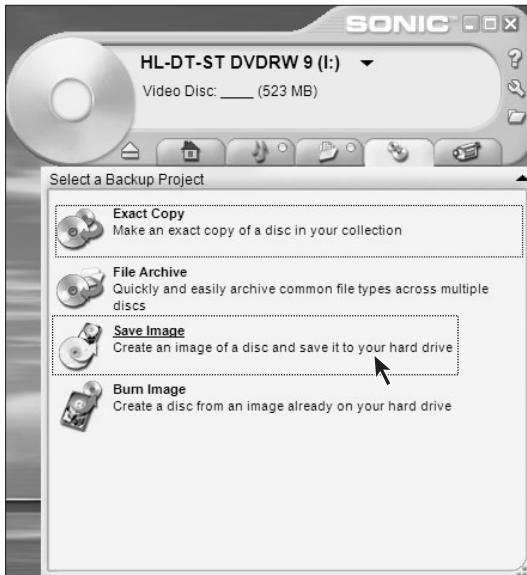 SONIC
HL-DT-ST DVDRW 9 (I:)
Video Disc: ____ (523 MB)
Select a Backup Project
Exact Copy
Make an exact copy of a disc in your collection
File Archive
Quickly and easily archive common file types across multiple
discs
Save Image
Create an image of a disc and save it to your hard drive
Burn Image
Create a disc from an image already on your hard drive